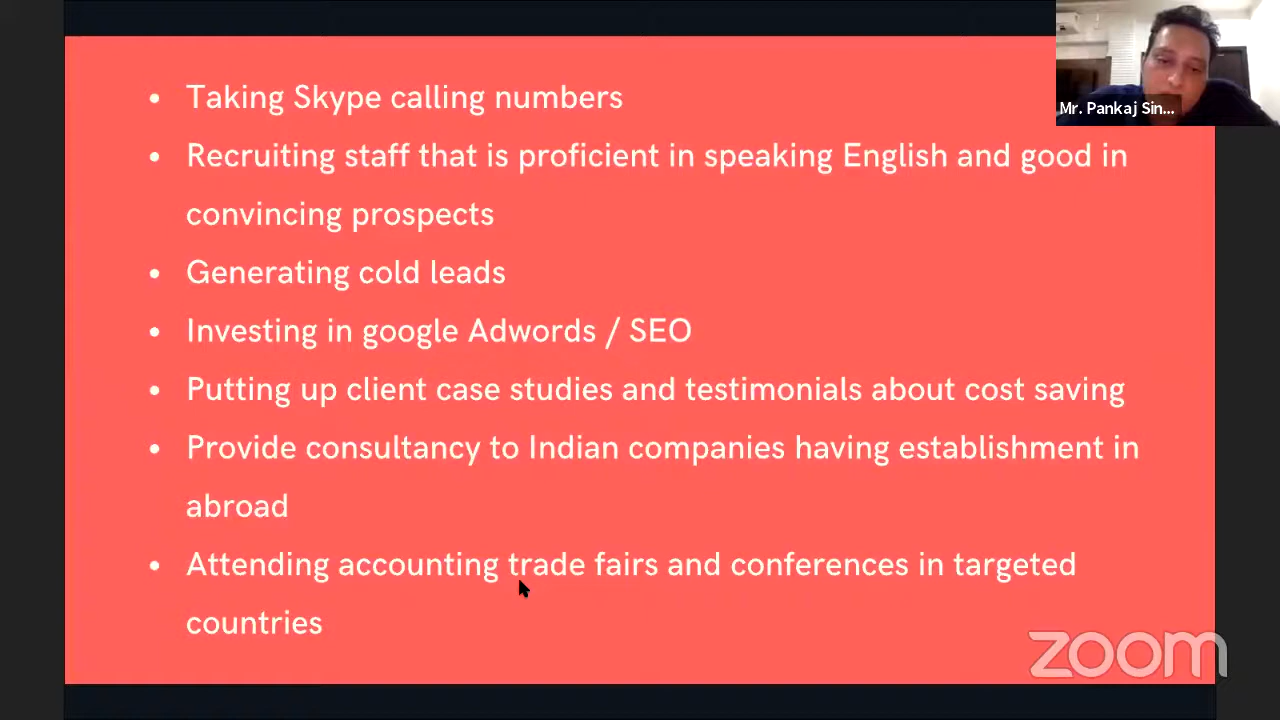 • Taking Skype calling numbers
• Recruiting staff that is proficient in speaking English and good in
convincing prospects
• Generating cold leads
• Investing in google Adwords / SEO
• Putting up client case studies and testimonials about cost saving
• Provide consultancy to Indian companies having establishment in
abroad
• Attending accounting trade fairs and conferences in targeted
countries
Mr. Pankaj Sin...
zoom